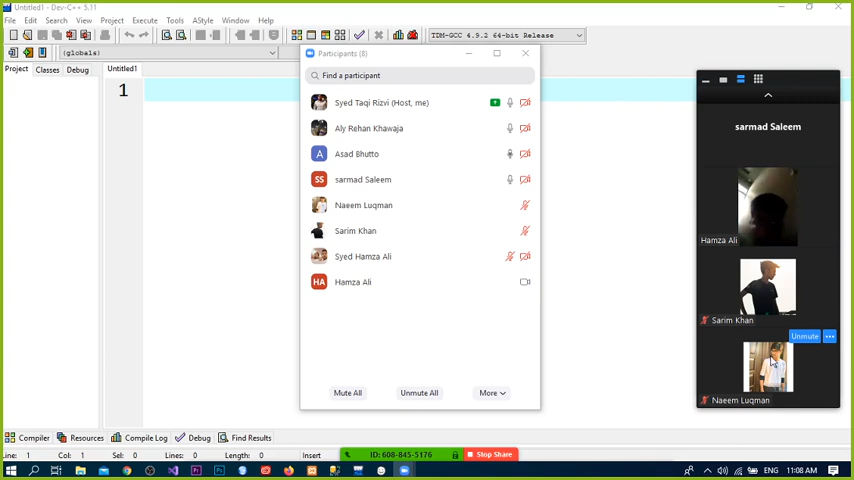 Untitled1 - Dev-C++ 5.11
File Edit Search View Project Execute Tools AStyle Window Help
TDM-GCC 4.9.2 64-bit Release
(globals)
Project Classes Debug
Untitled1
1
Participants (8)
Find a participant
Syed Taqi Rizvi (Host, me)
Aly Rehan Khawaja
A Asad Bhutto
SS sarmad Saleem
Naeem Luqman
Sarim Khan
Syed Hamza Ali
HA Hamza Ali
Mute All Unmute All More
sarmad Saleem
Hamza Ali
Sarim Khan
Unmute
Naeem Luqman
Compiler Resources Compile Log Debug Find Results
Line: 1 Col: 1 Sel: 0 Lines: 0 Length: 0 Insert
ID: 608-845-5176 Stop Share
Pr Ps ENG 11:08 AM